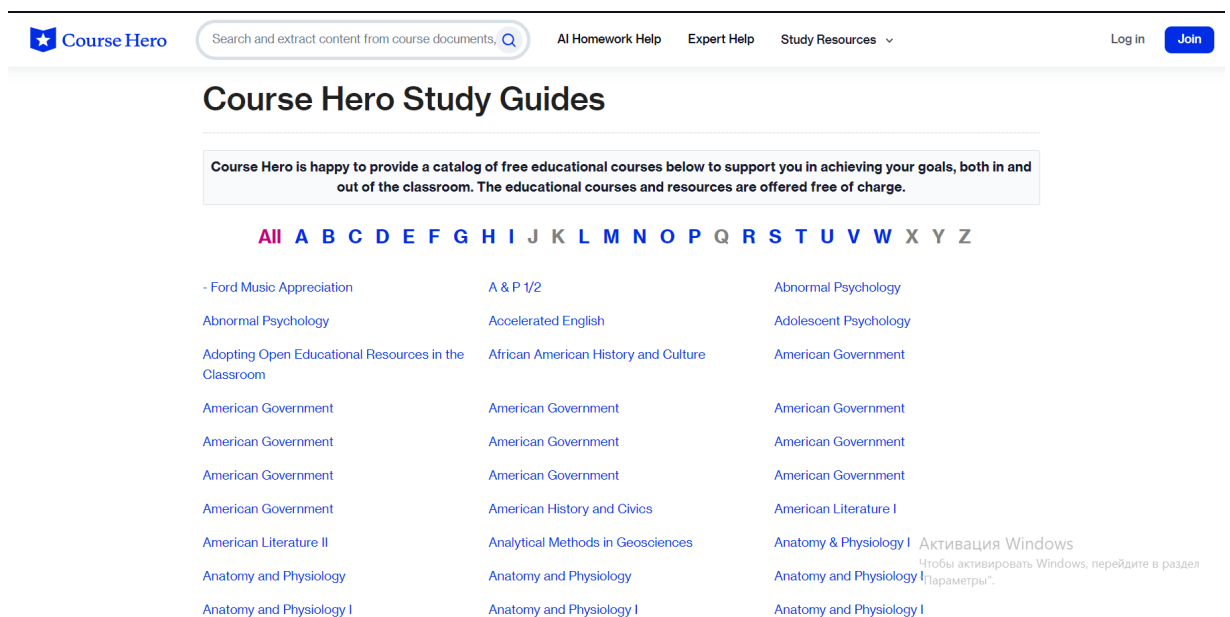 Course Hero
Search and extract content from course documents,
AI Homework Help
Expert Help
Study Resources
Log in
Join
Course Hero Study Guides
Course Hero is happy to provide a catalog of free educational courses below to support you in achieving your goals, both in and
out of the classroom. The educational courses and resources are offered free of charge.
All A B C D E F G H I J K L M N O P Q R S T U V W X Y Z
- Ford Music Appreciation
A & P 1/2
Abnormal Psychology
Abnormal Psychology
Accelerated English
Adolescent Psychology
Adopting Open Educational Resources in the
Classroom
African American History and Culture
American Government
American Government
American Government
American Government
American Government
American Government
American Government
American Government
American Government
American Government
American Government
American History and Civics
American Literature I
American Literature II
Analytical Methods in Geosciences
Anatomy & Physiology I
Anatomy and Physiology
Anatomy and Physiology
Anatomy and Physiology I
Anatomy and Physiology I
Anatomy and Physiology I
Anatomy and Physiology I
Активация Windows
Чтобы активировать Windows, перейдите в раздел
"Параметры".